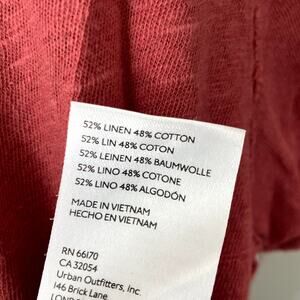 52% LINEN 48% COTTON
52% LIN 48% COTON
52% LEINEN 48% BAUMWOLLE
52% LINO 48% COTONE
52% LINO 48% ALGODÓN
MADE IN VIETNAM
HECHO EN VIETNAM
RN 66170
CA 32054
Urban Outfitters, Inc.
146 Brick Lane